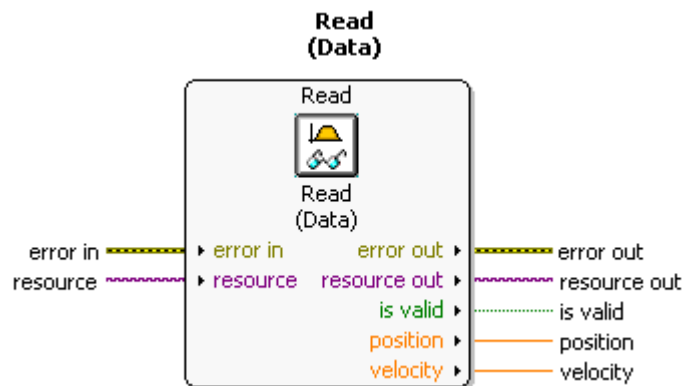 Read
(Data)
Read
Read
(Data)
error in error in error out error out
resource resource resource out resource out
is valid is valid
position position
velocity velocity